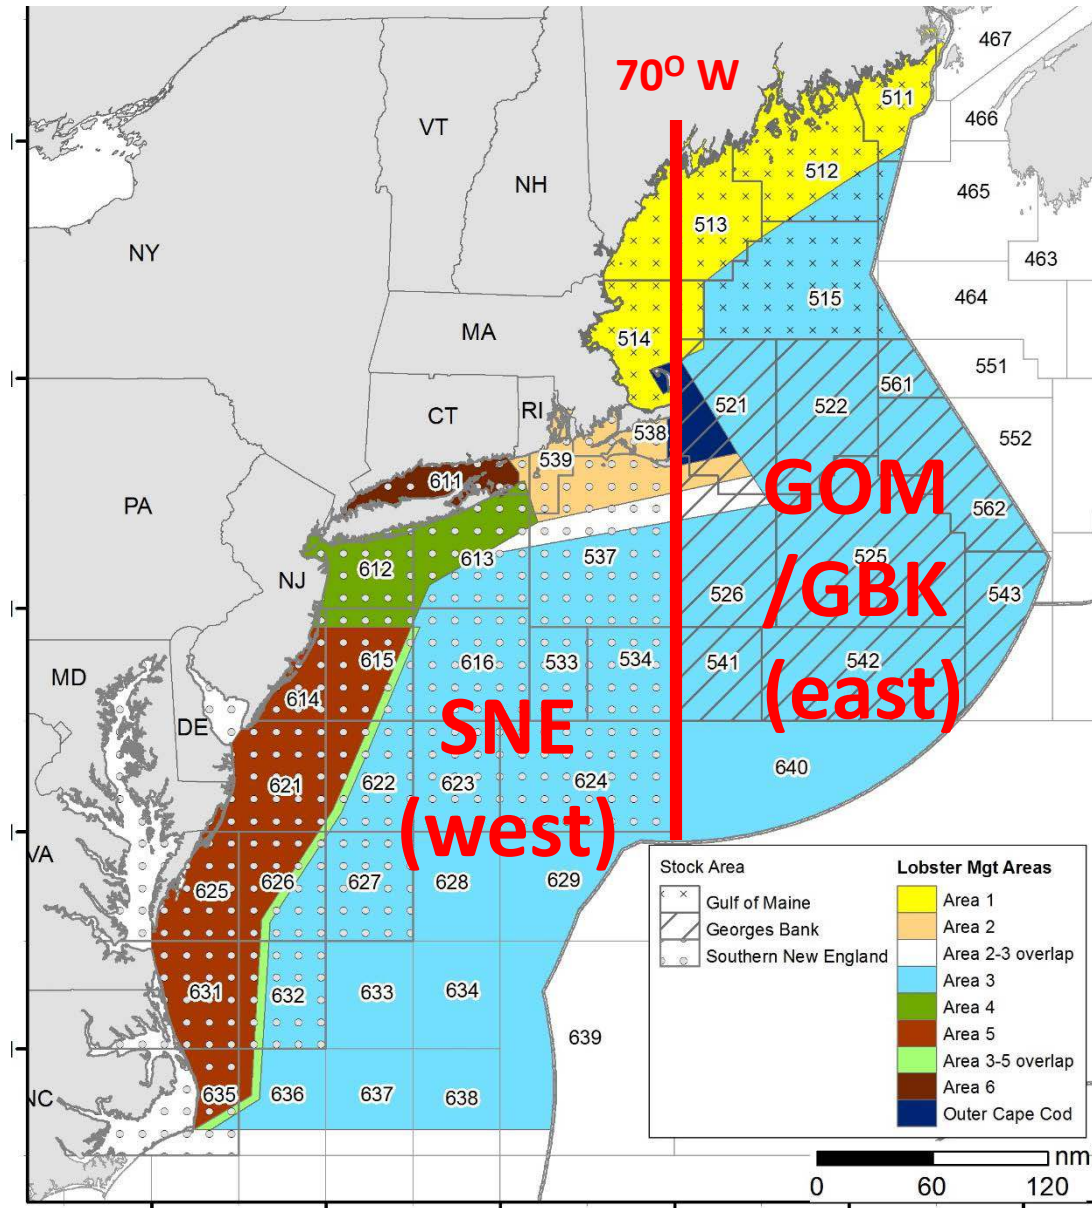 467
70° W
511
466
VT
NH
512
465
513
NY
463
464
515
MA
514
551
561
521
522
CT
RI
538
552
539
611
PA
GOM
562
613
537
525
612
NJ
/GBK
526
543
MD
615
616
533
534
541
542
614
(east)
DE
SNE
640
621
622
623
624
(west)
VA
625
626
627
628
629
Stock Area
Gulf of Maine
Georges Bank
Southern New England
Lobster Mgt Areas
Area 1
Area 2
Area 2-3 overlap
Area 3
Area 4
Area 5
Area 3-5 overlap
Area 6
Outer Cape Cod
631
632
633
634
639
NC
635
636
637
638
nm
0 60 120